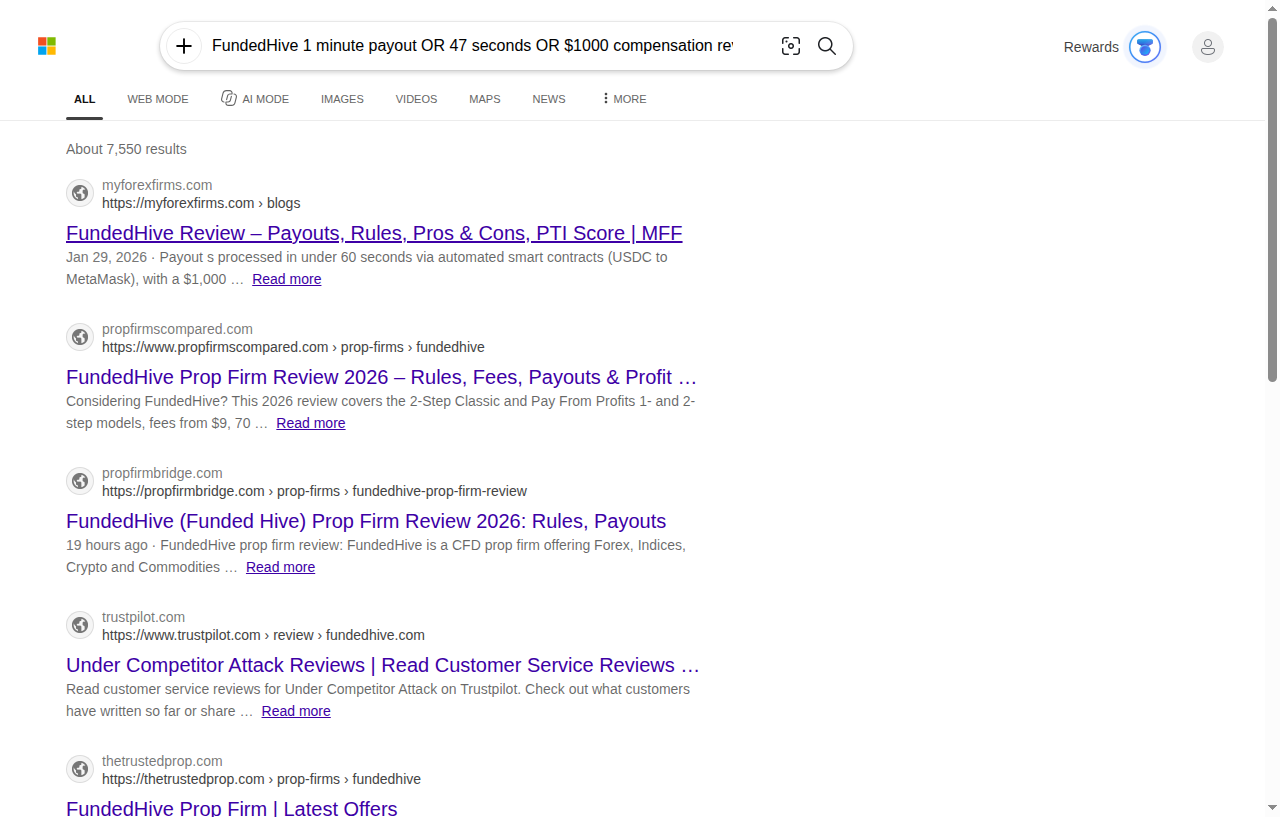 FundedHive 1 minute payout OR 47 seconds OR $1000 compensation re
Rewards
ALL
WEB MODE
AI MODE
IMAGES
VIDEOS
MAPS
NEWS
MORE
About 7,550 results
myforexfirms.com
https://myforexfirms.com › blogs
FundedHive Review – Payouts, Rules, Pros & Cons, PTI Score | MFF
Jan 29, 2026 · Payout s processed in under 60 seconds via automated smart contracts (USDC to
MetaMask), with a $1,000 … Read more
propfirmscompared.com
https://www.propfirmscompared.com › prop-firms › fundedhive
FundedHive Prop Firm Review 2026 – Rules, Fees, Payouts & Profit …
Considering FundedHive? This 2026 review covers the 2-Step Classic and Pay From Profits 1- and 2-
step models, fees from $9, 70 … Read more
propfirmbridge.com
https://propfirmbridge.com › prop-firms › fundedhive-prop-firm-review
FundedHive (Funded Hive) Prop Firm Review 2026: Rules, Payouts
19 hours ago · FundedHive prop firm review: FundedHive is a CFD prop firm offering Forex, Indices,
Crypto and Commodities … Read more
trustpilot.com
https://www.trustpilot.com › review › fundedhive.com
Under Competitor Attack Reviews | Read Customer Service Reviews …
Read customer service reviews for Under Competitor Attack on Trustpilot. Check out what customers
have written so far or share … Read more
thetrustedprop.com
https://thetrustedprop.com › prop-firms › fundedhive
FundedHive Prop Firm | Latest Offers